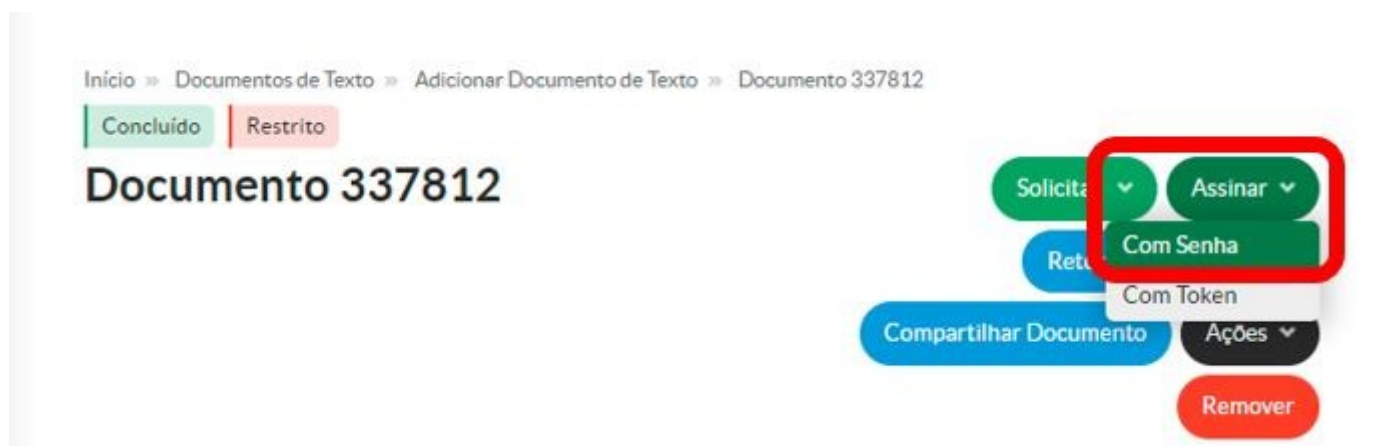 Início » Documentos de Texto » Adicionar Documento de Texto » Documento 337812
Concluído Restrito
Documento 337812
Assinar
Com Senha
Com Token
Compartilhar Documento Ações
Remover